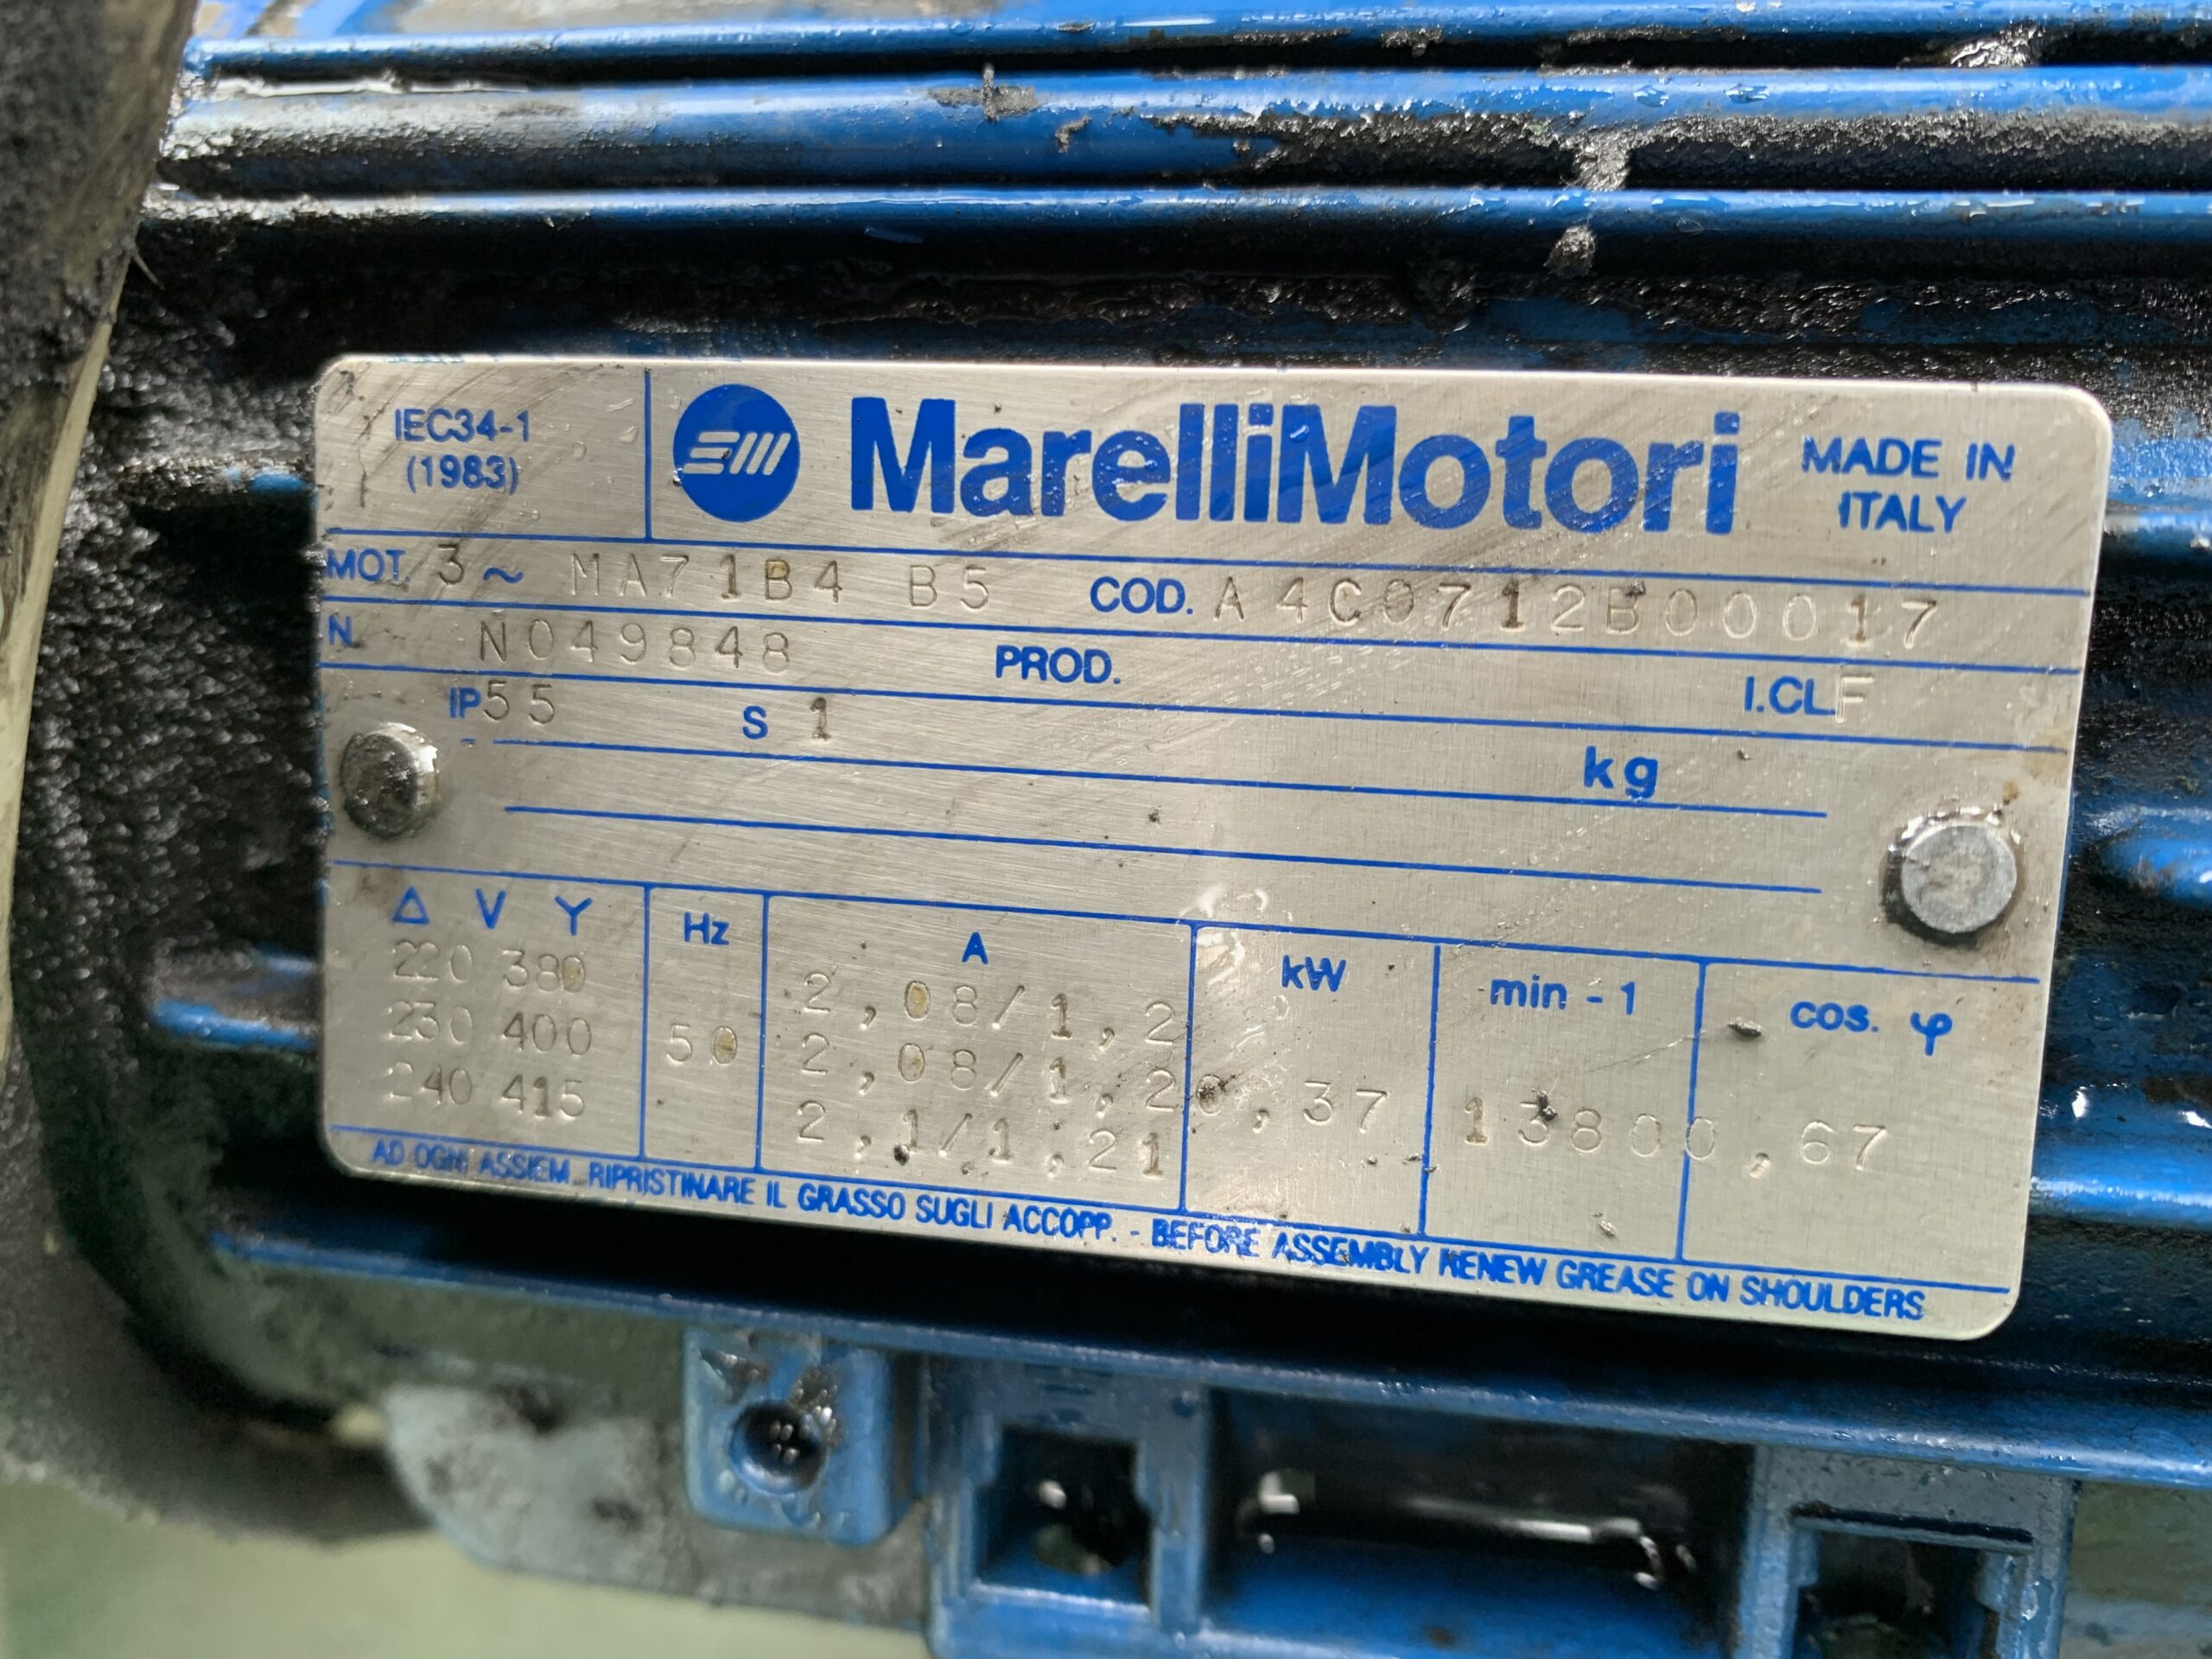 IEC34-1
(1983)
MarelliMotori
MADE IN
ITALY
MOT. 3~ MA71B4 B5 COD. A4C0712B00017
N. N049848 PROD.
IP55 S 1 I.CL.F
kg
Δ V Y Hz A kW min-1 cos. φ
220 380 2,08/1,2
230 400 50 2,08/1,2 0,37 1380 0,67
240 415 2,1/1,21
AD OGNI ASSIEM. RIPRISTINARE IL GRASSO SUGLI ACCOPP. - BEFORE ASSEMBLY RENEW GREASE ON SHOULDERS